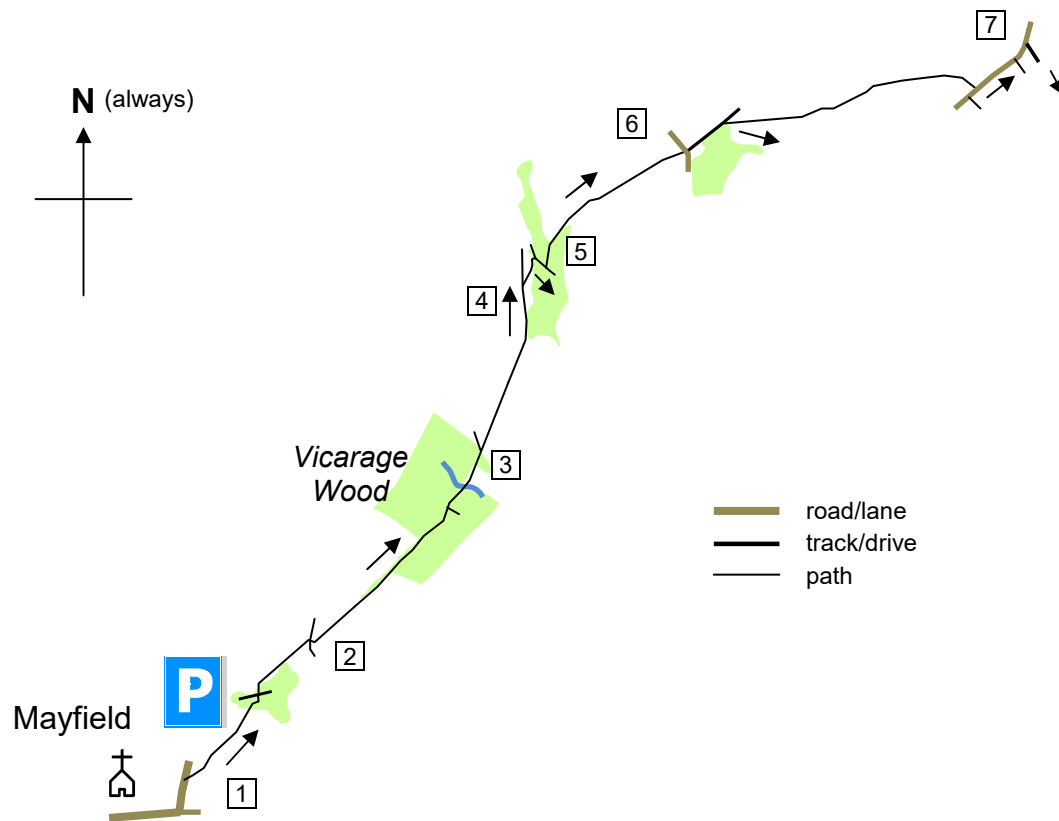 7
N (always)
6
5
4
Vicarage
Wood
3
road/lane
track/drive
path
2
P
Mayfield
1